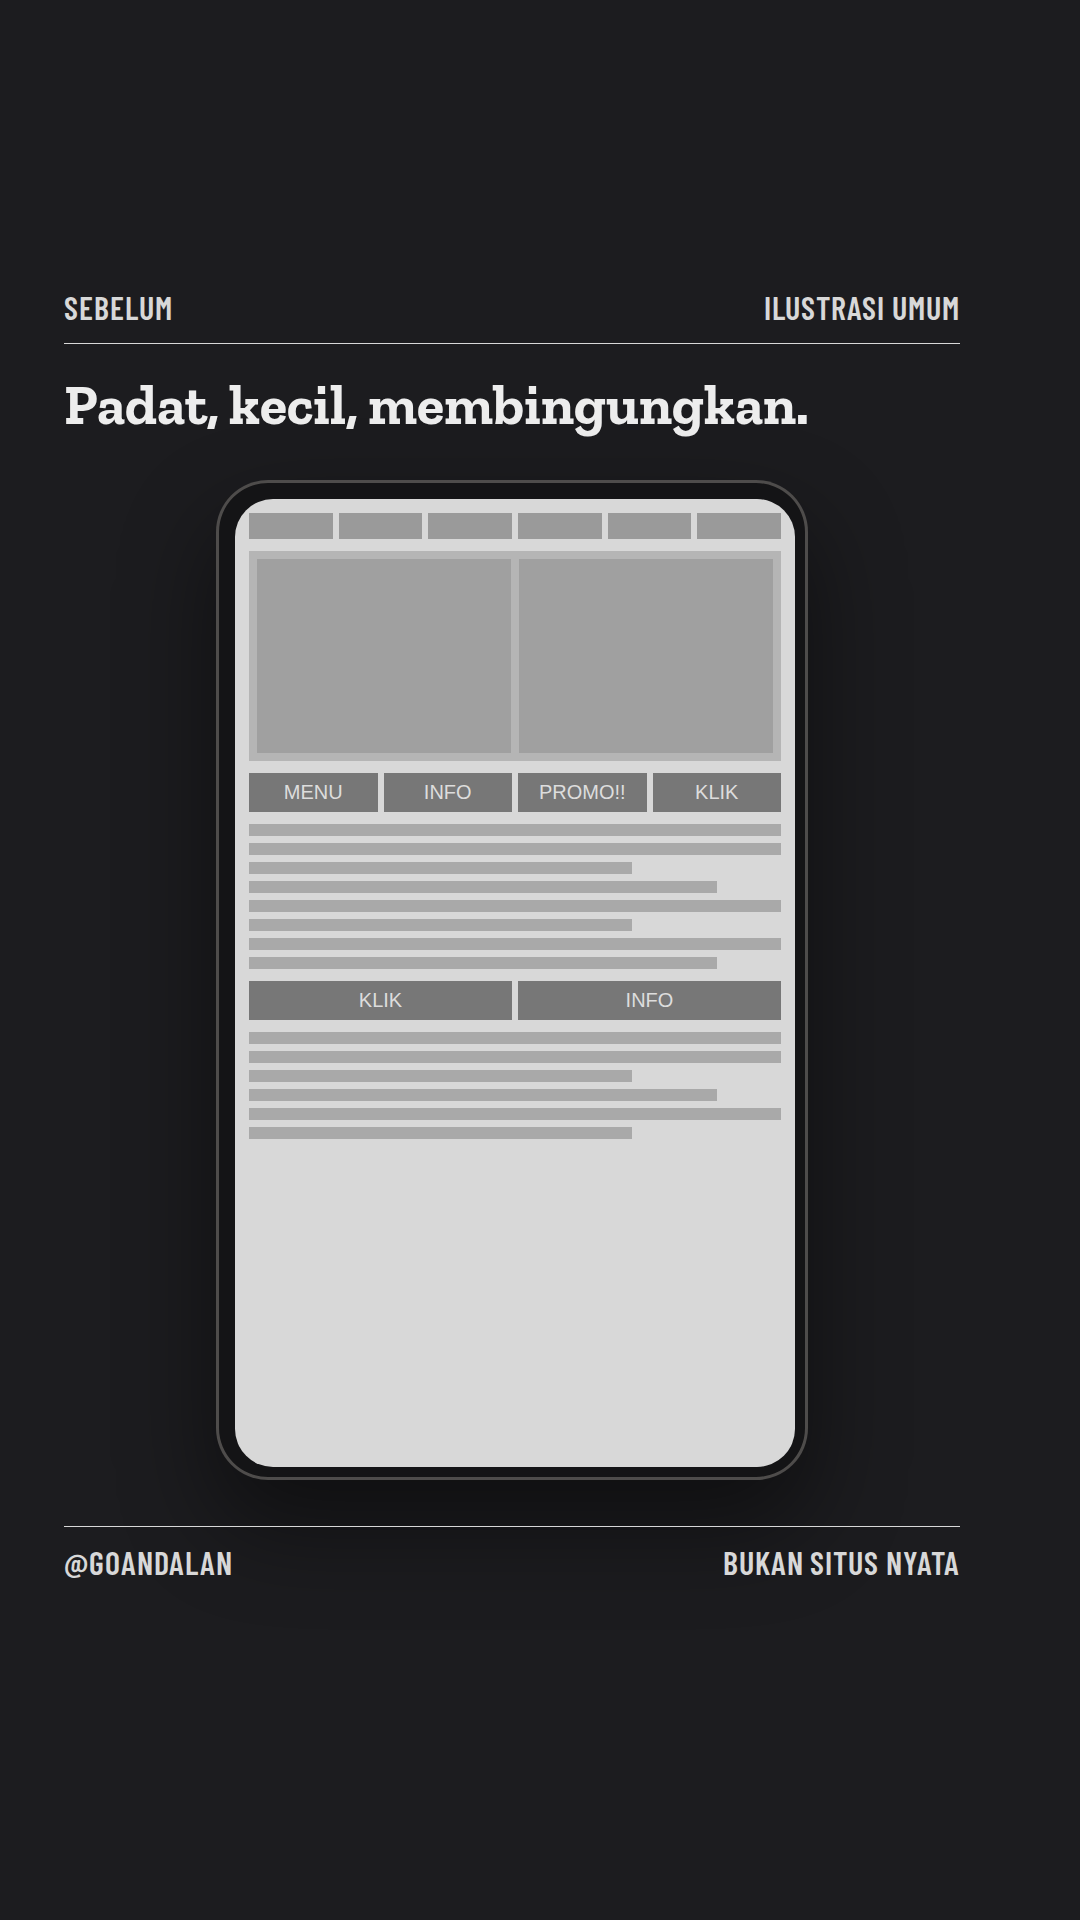 SEBELUM
ILUSTRASI UMUM
Padat, kecil, membingungkan.
MENU
INFO
PROMO!!
KLIK
KLIK
INFO
@GOANDALAN
BUKAN SITUS NYATA